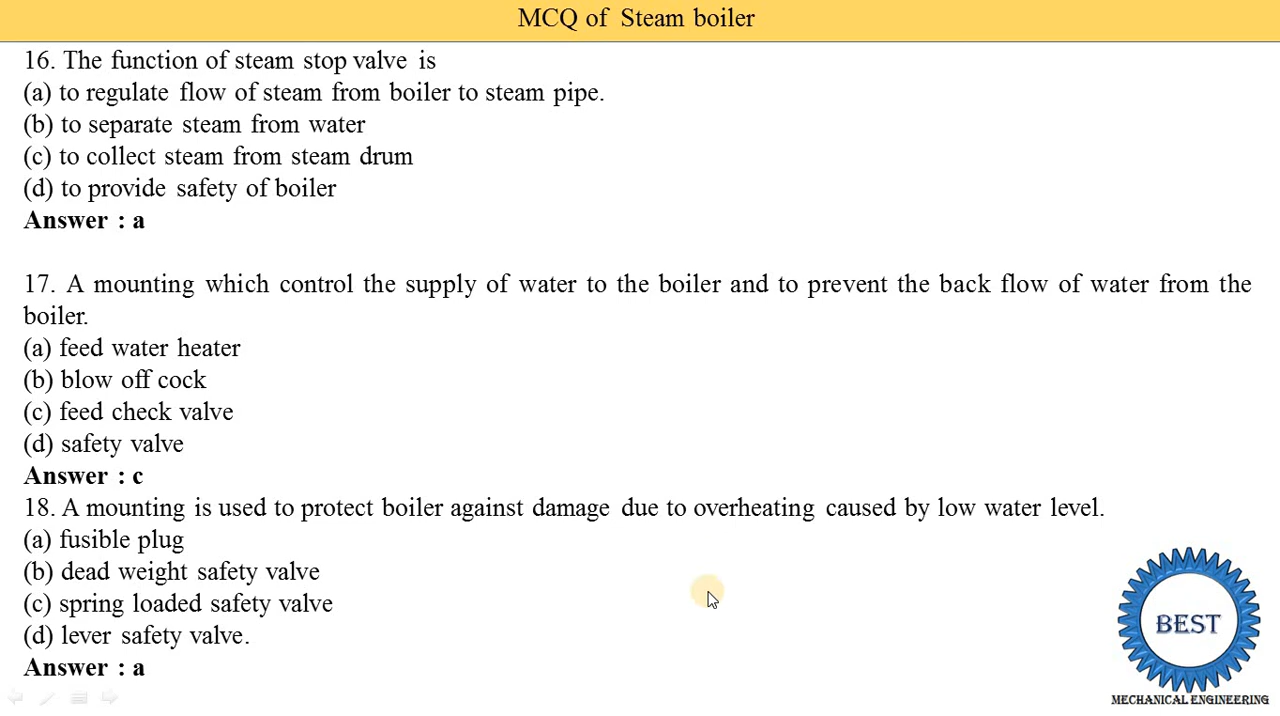 MCQ of Steam boiler
16. The function of steam stop valve is
(a) to regulate flow of steam from boiler to steam pipe.
(b) to separate steam from water
(c) to collect steam from steam drum
(d) to provide safety of boiler
Answer : a
17. A mounting which control the supply of water to the boiler and to prevent the back flow of water from the
boiler.
(a) feed water heater
(b) blow off cock
(c) feed check valve
(d) safety valve
Answer : c
18. A mounting is used to protect boiler against damage due to overheating caused by low water level.
(a) fusible plug
(b) dead weight safety valve
(c) spring loaded safety valve
(d) lever safety valve.
Answer : a
BEST
MECHANICAL ENGINEERING